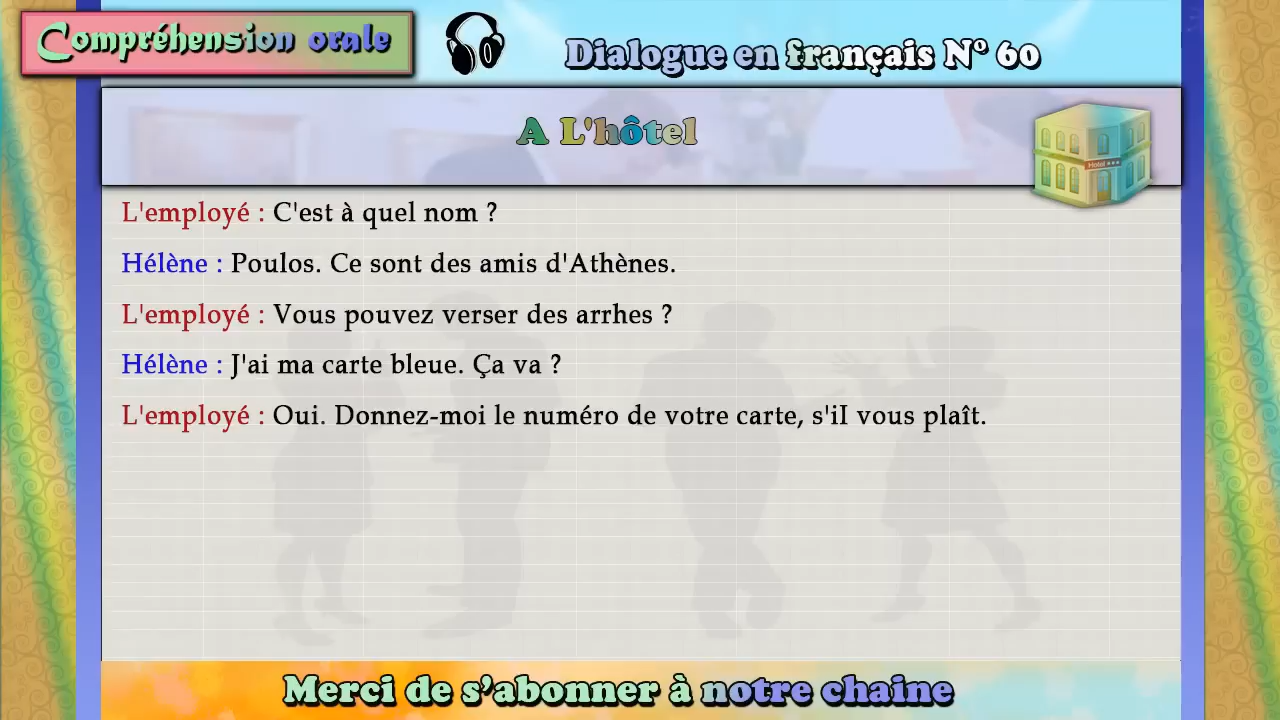 Compréhension orale
Dialogue en français Nº 60
A L'hôtel
Hotel ***
L'employé : C'est à quel nom ?
Hélène : Poulos. Ce sont des amis d'Athènes.
L'employé : Vous pouvez verser des arrhes ?
Hélène : J'ai ma carte bleue. Ça va ?
L'employé : Oui. Donnez-moi le numéro de votre carte, s'iI vous plaît.
Merci de s’abonner à notre chaine